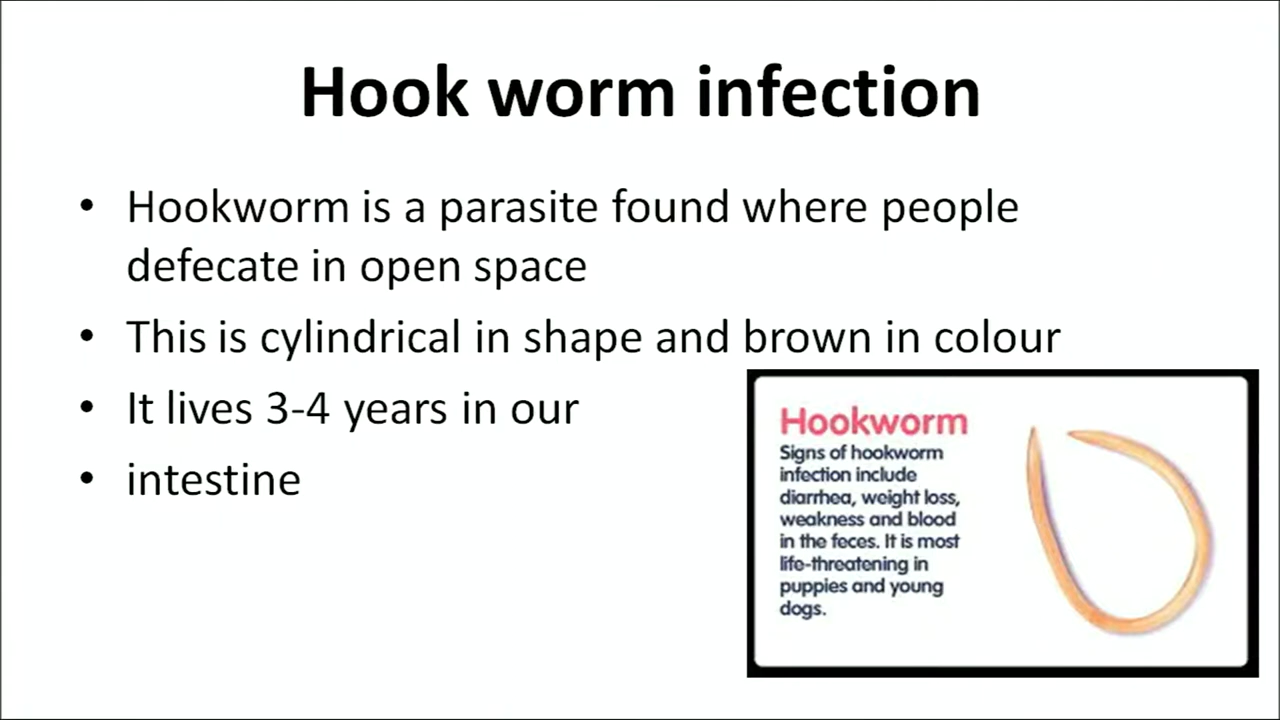 Hook worm infection
• Hookworm is a parasite found where people
defecate in open space
• This is cylindrical in shape and brown in colour
• It lives 3-4 years in our
• intestine
Hookworm
Signs of hookworm
infection include
diarrhea, weight loss,
weakness and blood
in the feces. It is most
life-threatening in
puppies and young
dogs.